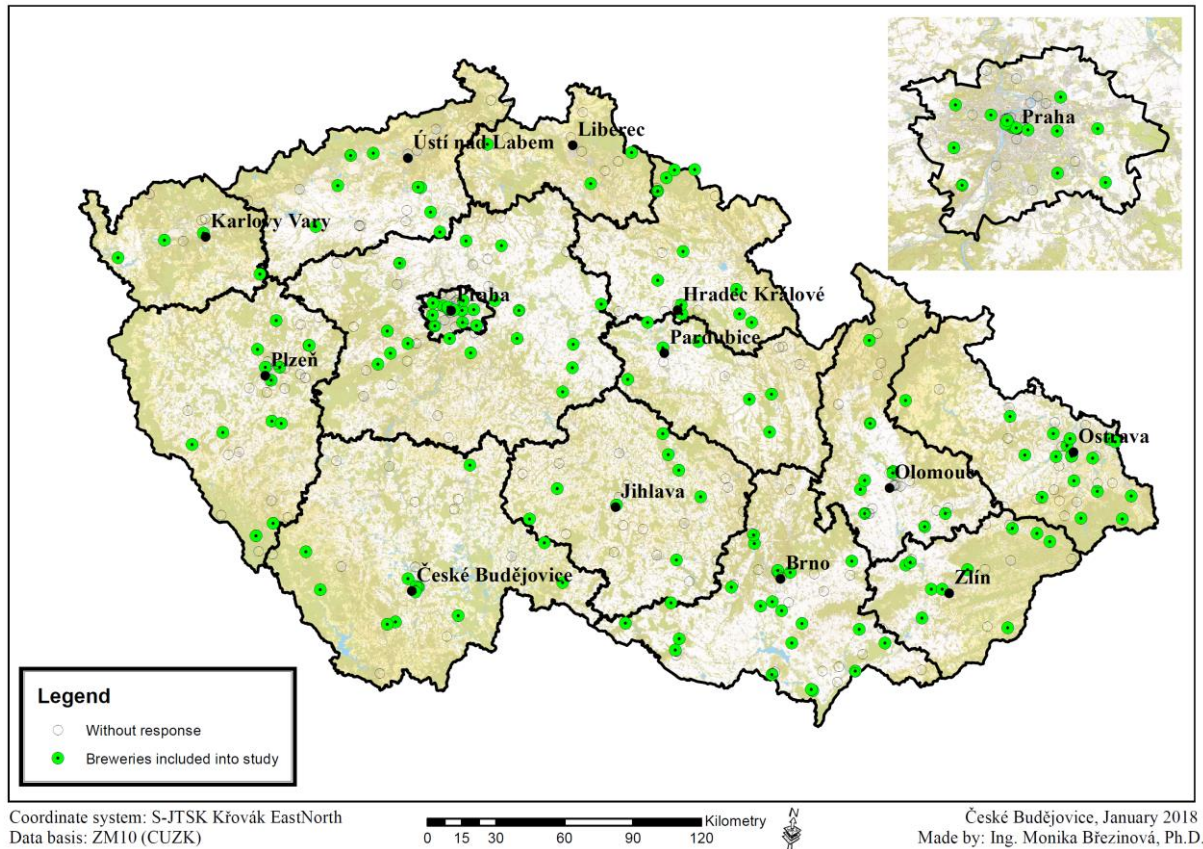 Praha
Liberec
Ústí nad Labem
Karlovy Vary
Praha
Hradec Králové
Pardubice
Plzeň
Ostrava
Olomouc
Jihlava
Brno
České Budějovice
Zlín
Legend
Without response
Breweries included into study
Coordinate system: S-JTSK Křovák EastNorth
Data basis: ZM10 (CUZK)
Kilometry
0 15 30 60 90 120
N
České Budějovice, January 2018
Made by: Ing. Monika Březinová, Ph.D.